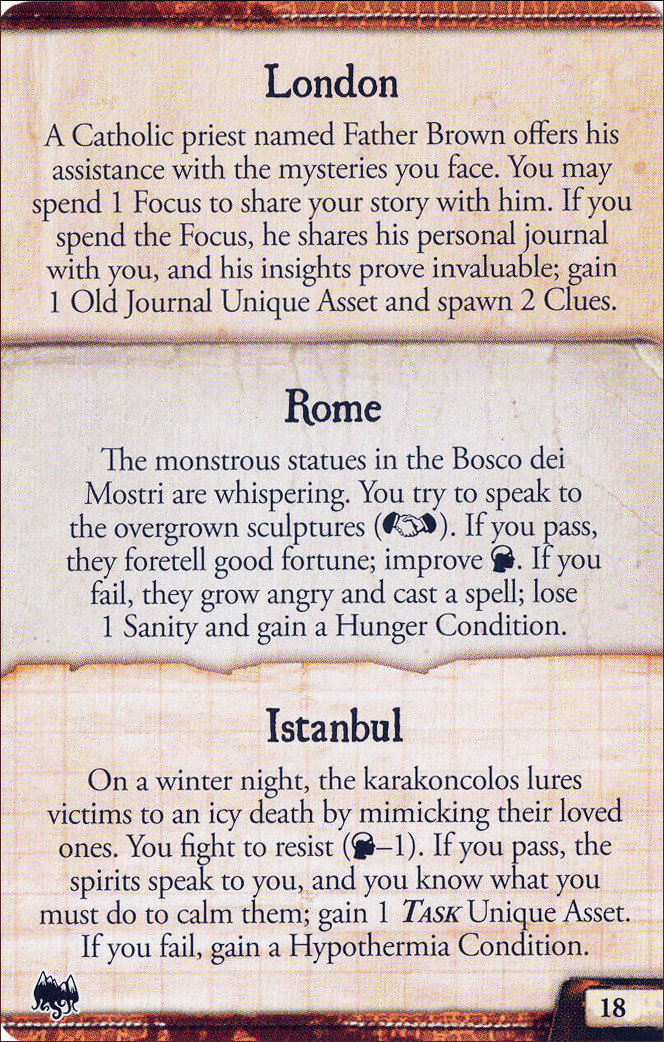 London
A Catholic priest named Father Brown offers his
assistance with the mysteries you face. You may
spend 1 Focus to share your story with him. If you
spend the Focus, he shares his personal journal
with you, and his insights prove invaluable; gain
1 Old Journal Unique Asset and spawn 2 Clues.
Rome
The monstrous statues in the Bosco dei
Mostri are whispering. You try to speak to
the overgrown sculptures ( ). If you pass,
they foretell good fortune; improve . If you
fail, they grow angry and cast a spell; lose
1 Sanity and gain a Hunger Condition.
Istanbul
On a winter night, the karakoncolos lures
victims to an icy death by mimicking their loved
ones. You fight to resist ( –1). If you pass, the
spirits speak to you, and you know what you
must do to calm them; gain 1 TASK Unique Asset.
If you fail, gain a Hypothermia Condition.
18